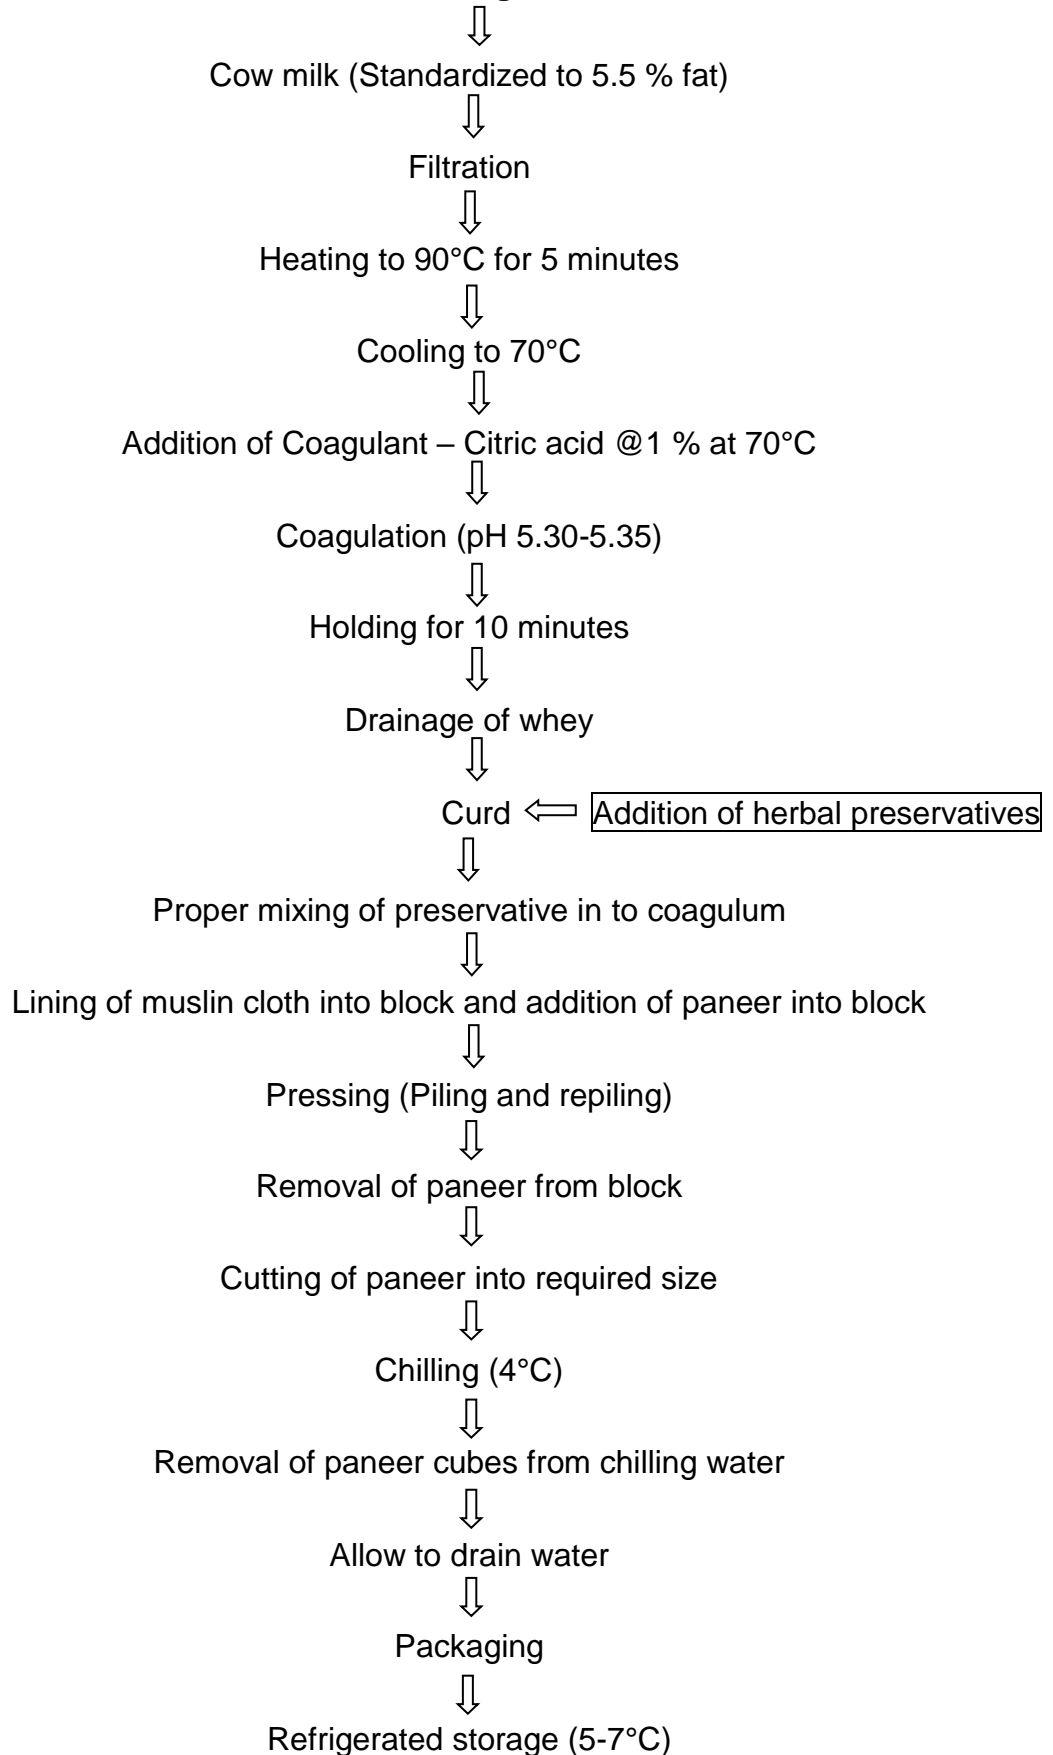 Cow milk (Standardized to 5.5 % fat)
Filtration
Heating to 90°C for 5 minutes
Cooling to 70°C
Addition of Coagulant – Citric acid @1 % at 70°C
Coagulation (pH 5.30-5.35)
Holding for 10 minutes
Drainage of whey
Curd Addition of herbal preservatives
Proper mixing of preservative in to coagulum
Lining of muslin cloth into block and addition of paneer into block
Pressing (Piling and repiling)
Removal of paneer from block
Cutting of paneer into required size
Chilling (4°C)
Removal of paneer cubes from chilling water
Allow to drain water
Packaging
Refrigerated storage (5-7°C)